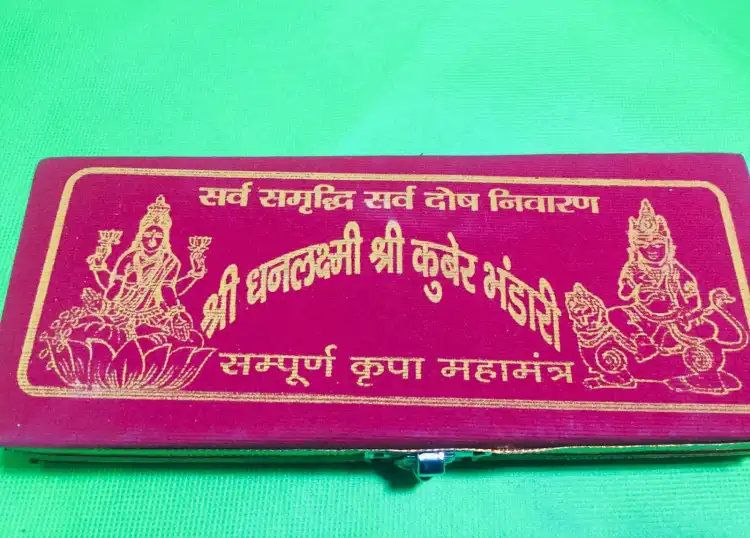 सर्व समृद्धि सर्व दोष निवारण
श्री धनलक्ष्मी श्री कुबेर भंडारी
सम्पूर्ण कृपा महामंत्र